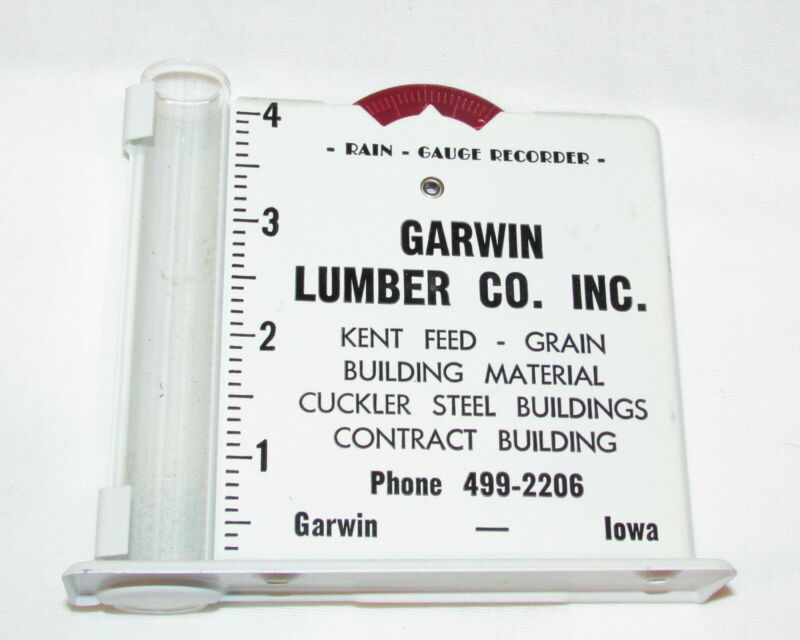 4
3
2
1
- RAIN - GAUGE RECORDER -
GARWIN
LUMBER CO. INC.
KENT FEED - GRAIN
BUILDING MATERIAL
CUCKLER STEEL BUILDINGS
CONTRACT BUILDING
Phone 499-2206
Garwin — Iowa